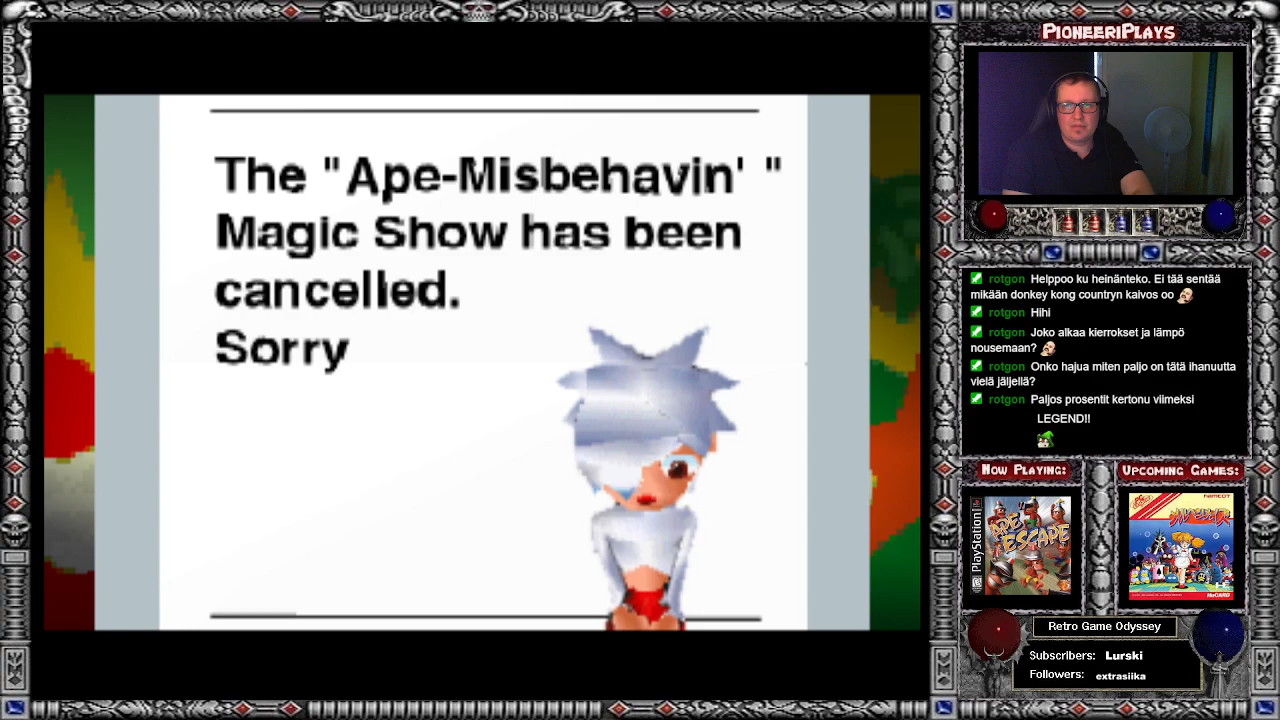 The "Ape-Misbehavin' "
Magic Show has been
cancelled.
Sorry
PIONEERIPLAYS
rotgon Helppoo ku heinänteko. Ei tää sentää
mikään donkey kong countryn kaivos oo
rotgon Hihi
rotgon Joko alkaa kierrokset ja lämpö
nousemaan?
rotgon Onko hajua miten paljo on tätä ihanuutta
vielä jäljellä?
rotgon Paljos prosentit kertonu viimeksi
LEGEND!!
NOW PLAYING:
UPCOMING GAMES:
PlayStation
APE ESCAPE
namcot
HuCARD
Retro Game Odyssey
Subscribers: Lurski
Followers: extrasiika